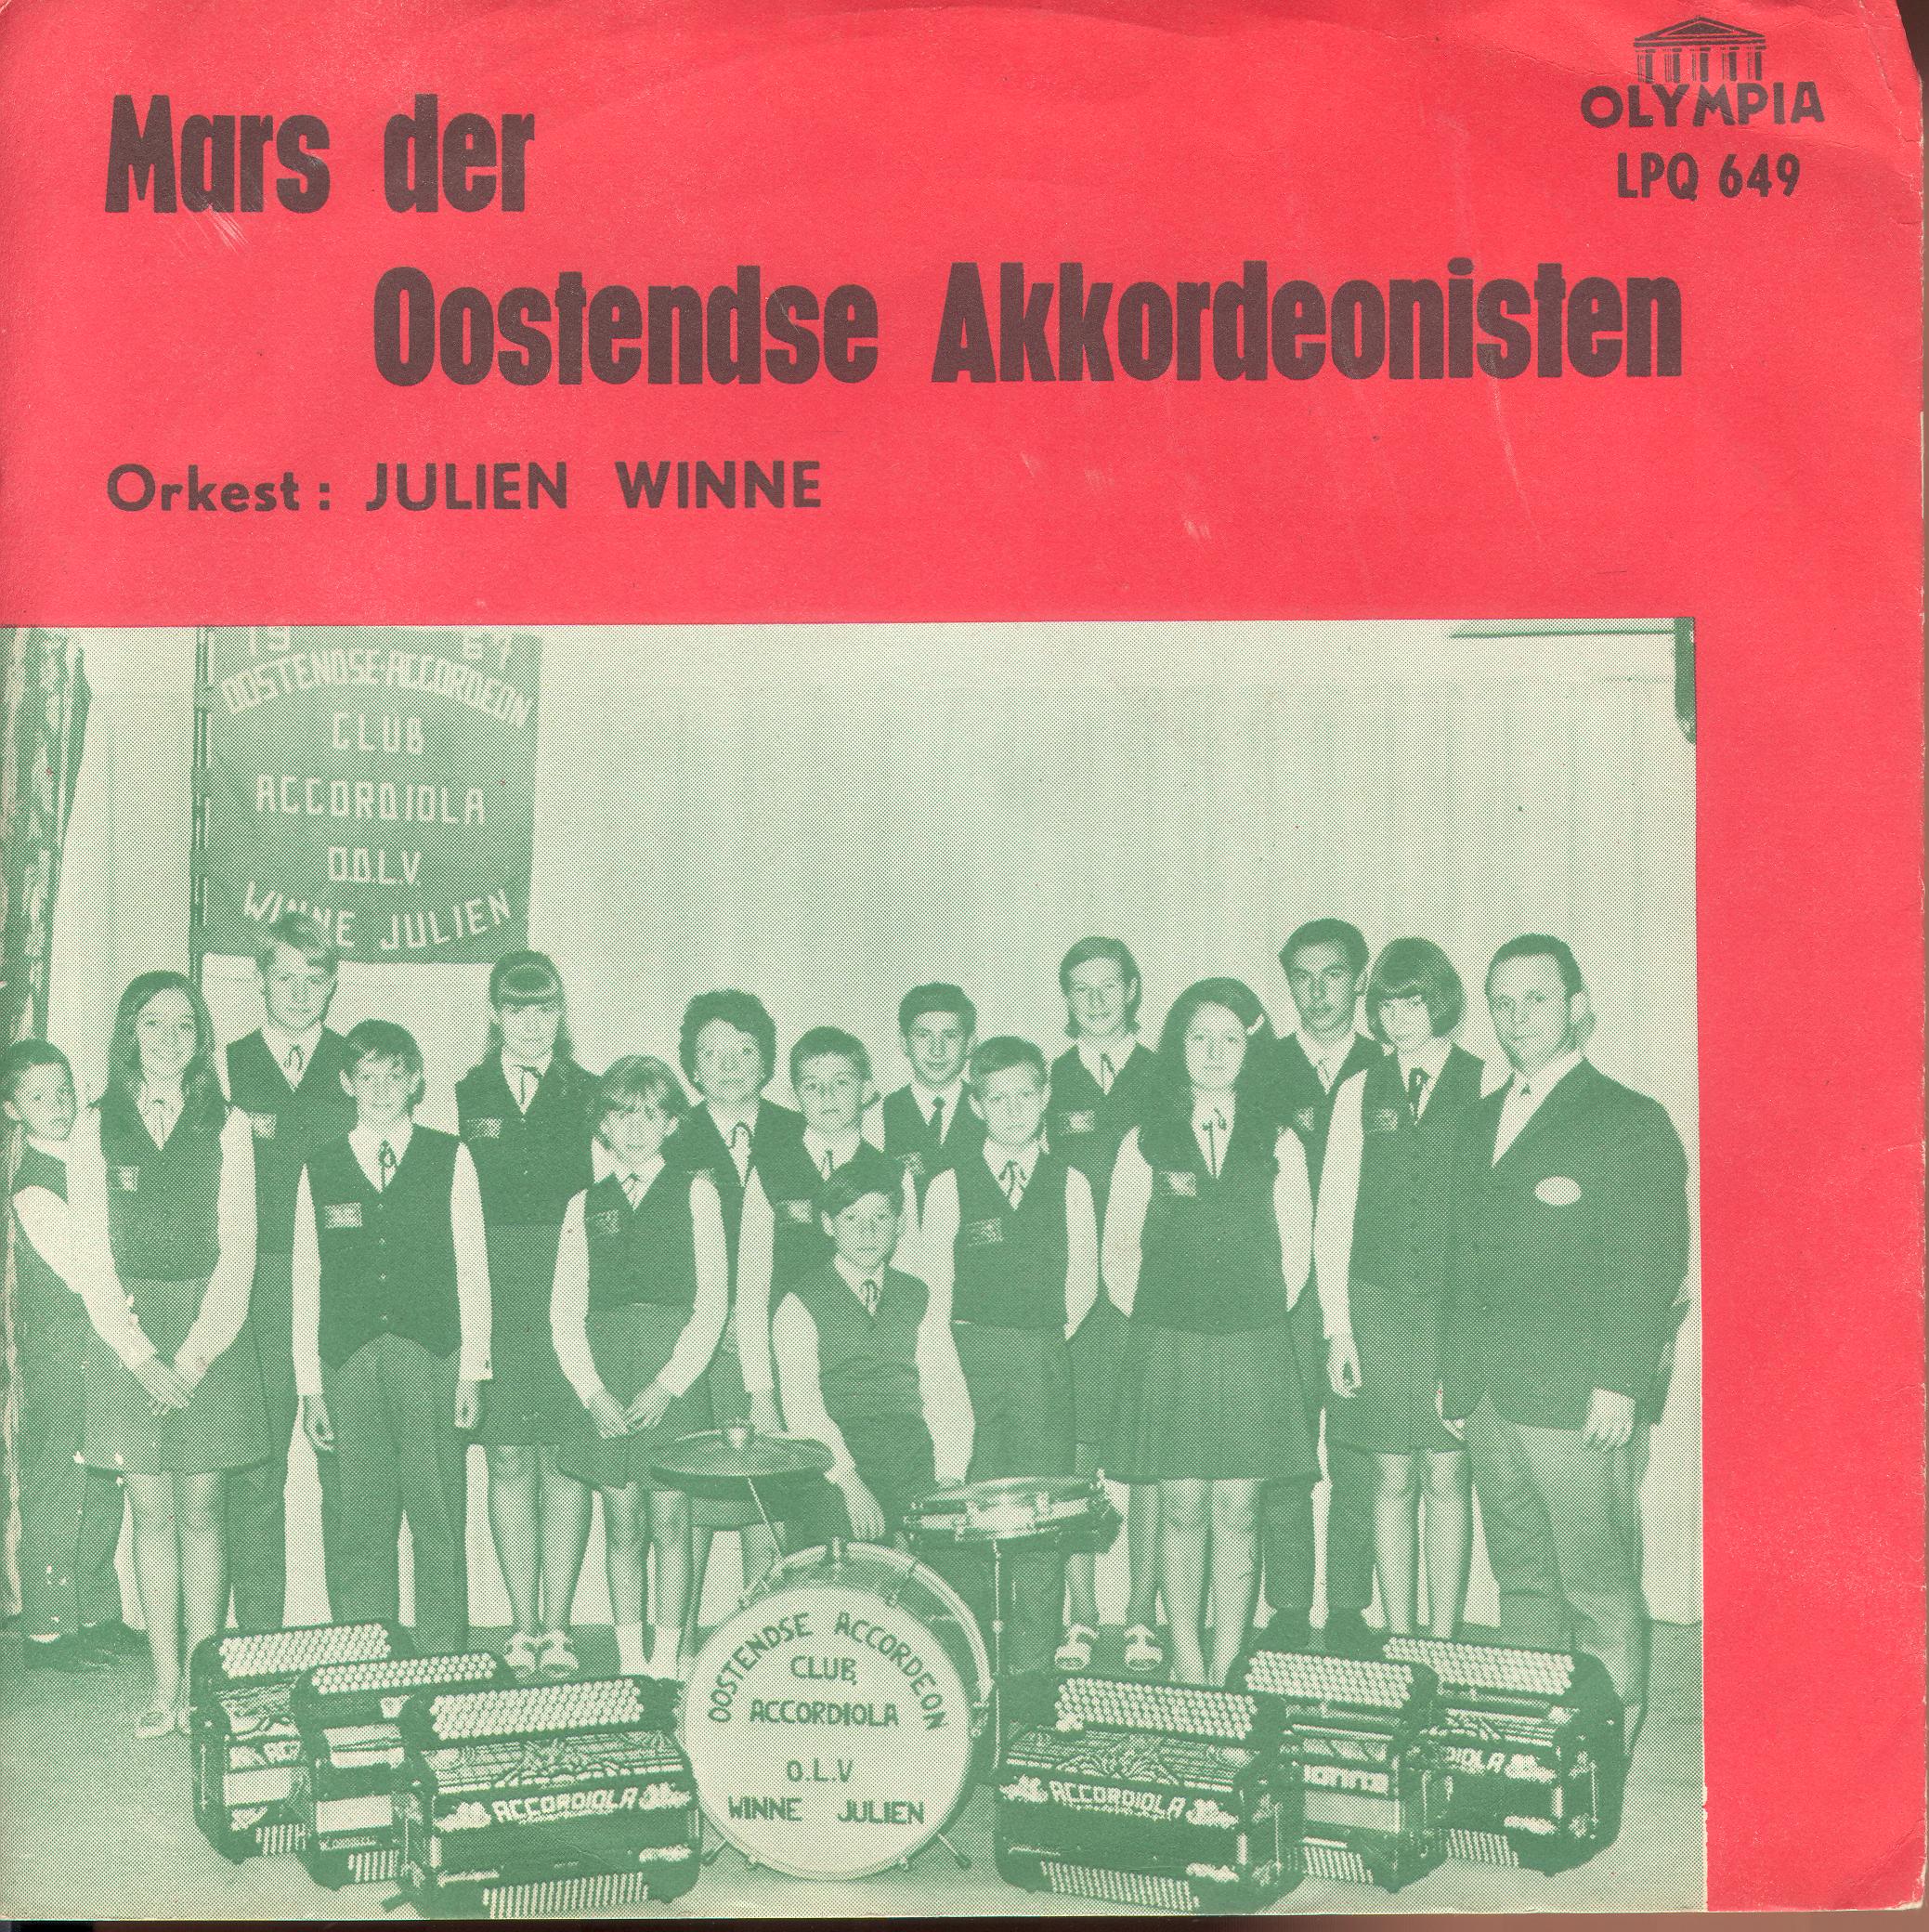 OLYMPIA
LPQ 649
Mars der
Oostendse Akkordeonisten
Orkest: JULIEN WINNE
OOSTENDSE-ACCORDEON
CLUB
ACCORDIOLA
O.O.L.V.
WINNE JULIEN
OOSTENDSE ACCORDEON
CLUB
ACCORDIOLA
O.L.V
WINNE JULIEN
ACCORDIOLA
ACCORDIOLA
DIOLA